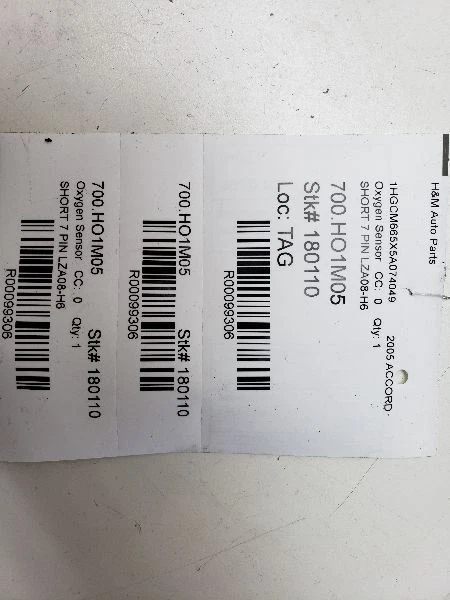 H&M Auto Parts
1HGCM665X5A074049 2005 ACCORD
Oxygen Sensor CC: 0 Qty: 1
SHORT 7 PIN LZA08-H6
700.HO1M05
Stk# 180110
Loc: TAG
R00099306
700.HO1M05 Stk# 180110
R00099306
700.HO1M05 Stk# 180110
Oxygen Sensor CC: 0 Qty: 1
SHORT 7 PIN LZA08-H6
R00099306